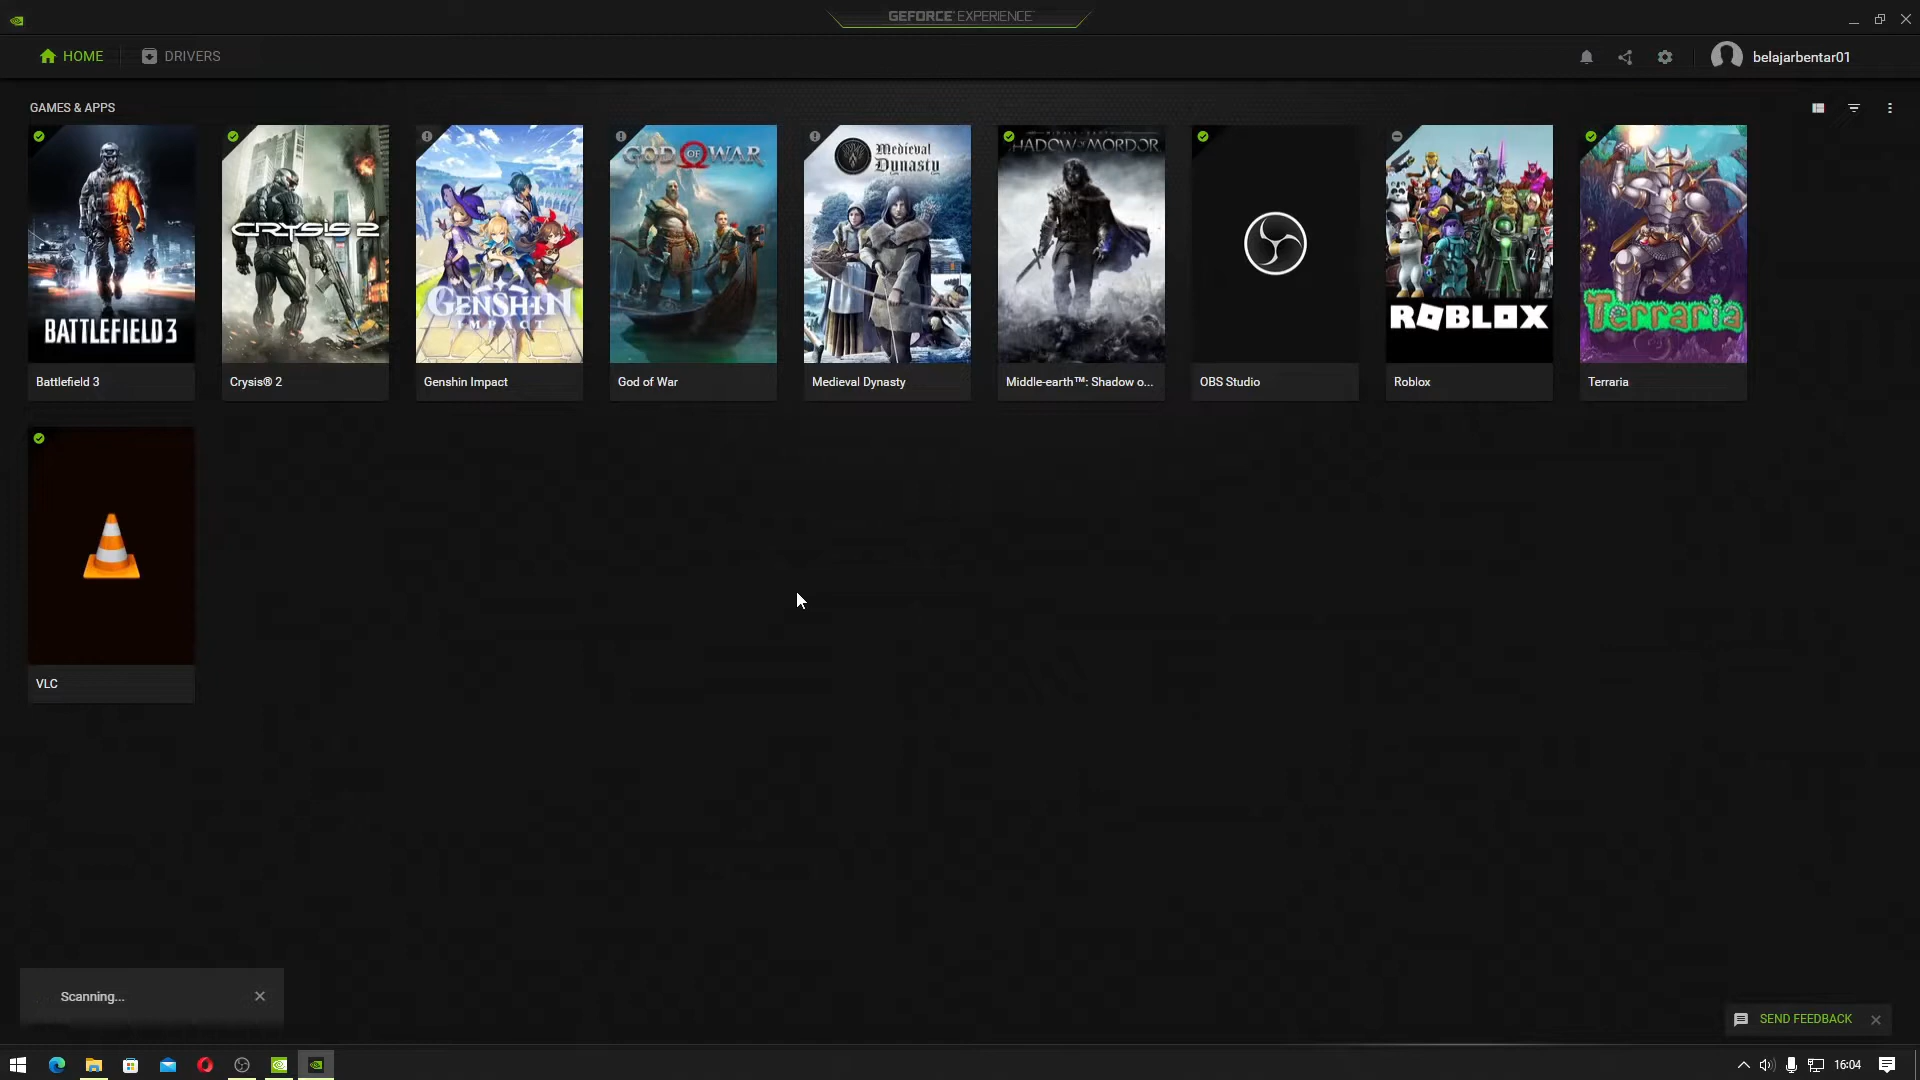 GEFORCE EXPERIENCE
HOME
DRIVERS
belajarbentar01
GAMES & APPS
BATTLEFIELD 3
CRYSIS 2
GENSHIN
IMPACT
GOD OF WAR
Medieval
Dynasty
SHADOW OF MORDOR
ROBLOX
Terraria
Battlefield 3
Crysis® 2
Genshin Impact
God of War
Medieval Dynasty
Middle-earth™: Shadow o...
OBS Studio
Roblox
Terraria
VLC
Scanning...
SEND FEEDBACK
16:04